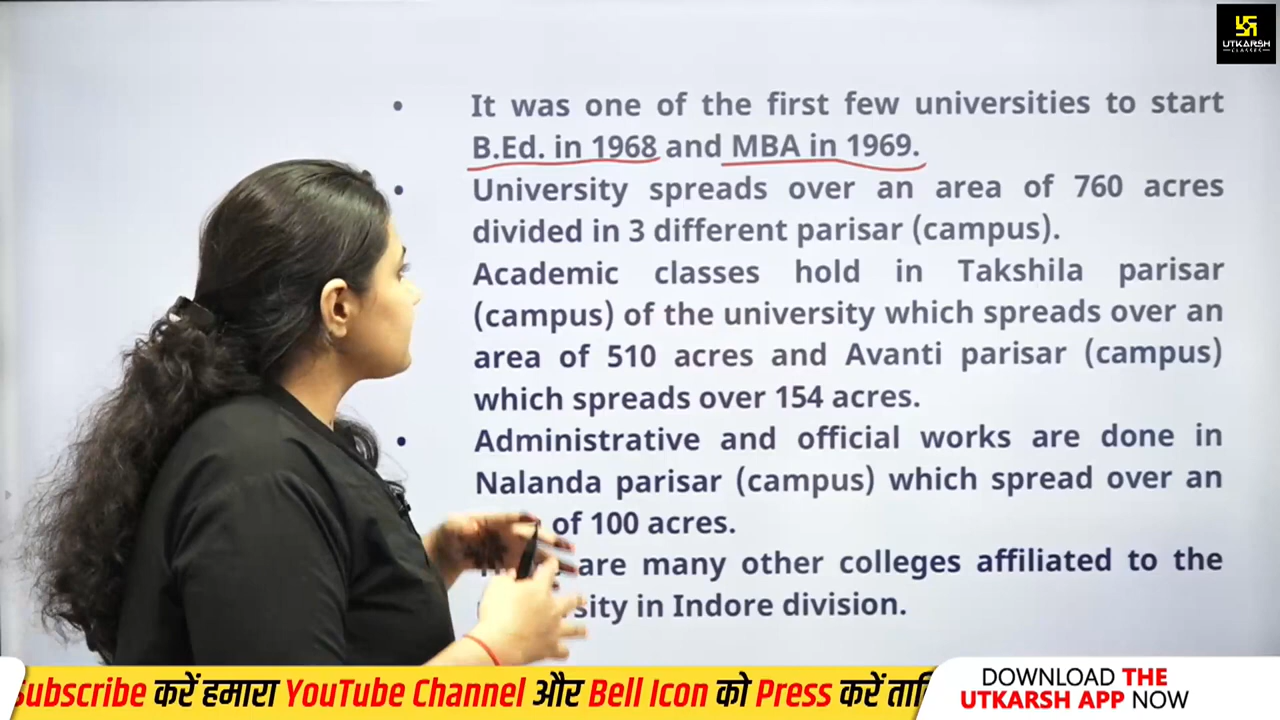 UTKARSH
CLASSES
• It was one of the first few universities to start
B.Ed. in 1968 and MBA in 1969.
• University spreads over an area of 760 acres
divided in 3 different parisar (campus).
Academic classes hold in Takshila parisar
(campus) of the university which spreads over an
area of 510 acres and Avanti parisar (campus)
which spreads over 154 acres.
• Administrative and official works are done in
Nalanda parisar (campus) which spread over an
of 100 acres.
are many other colleges affiliated to the
in Indore division.
Subscribe करें हमारा YouTube Channel और Bell Icon को Press करें
DOWNLOAD THE
UTKARSH APP NOW